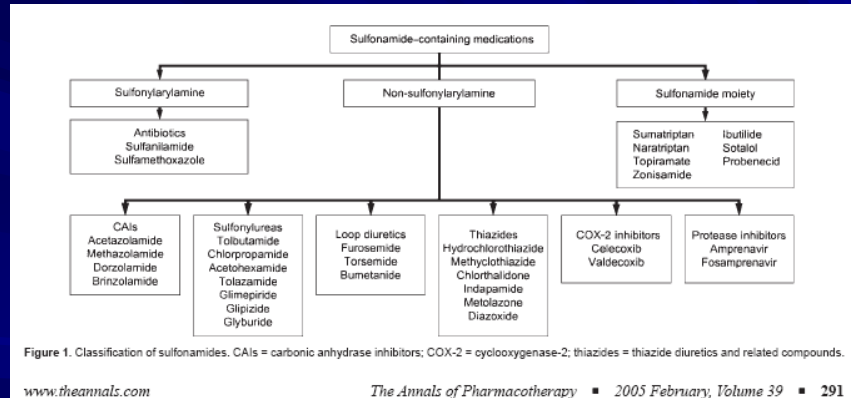 Sulfonamide–containing medications
Sulfonylarylamine
Non-sulfonylarylamine
Sulfonamide moiety
Antibiotics
Sulfanilamide
Sulfamethoxazole
Sumatriptan Ibutilide
Naratriptan Sotalol
Topiramate Probenecid
Zonisamide
CAIs
Acetazolamide
Methazolamide
Dorzolamide
Brinzolamide
Sulfonylureas
Tolbutamide
Chlorpropamide
Acetohexamide
Tolazamide
Glimepiride
Glipizide
Glyburide
Loop diuretics
Furosemide
Torsemide
Bumetanide
Thiazides
Hydrochlorothiazide
Methyclothiazide
Chlorthalidone
Indapamide
Metolazone
Diazoxide
COX-2 inhibitors
Celecoxib
Valdecoxib
Protease inhibitors
Amprenavir
Fosamprenavir
Figure 1. Classification of sulfonamides. CAIs = carbonic anhydrase inhibitors; COX-2 = cyclooxygenase-2; thiazides = thiazide diuretics and related compounds.
www.theannals.com The Annals of Pharmacotherapy ■ 2005 February, Volume 39 ■ 291